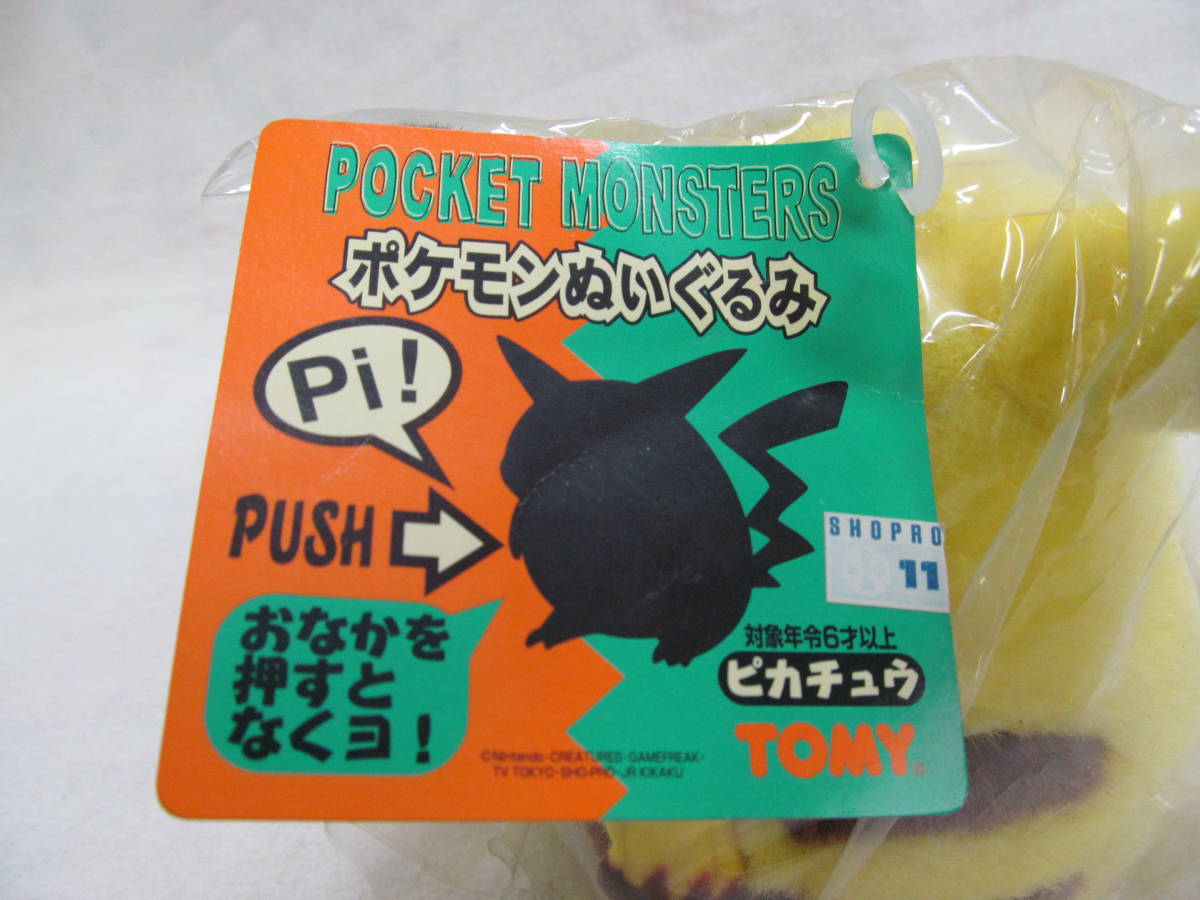 POCKET MONSTERS
ポケモンぬいぐるみ
Pi!
PUSH
おなかを
押すと
なくヨ!
SHOPRO
11
対象年令6才以上
ピカチュウ
TOMY®
©Nintendo・CREATURES・GAMEFREAK・
TV TOKYO・SHO-PRO・JR KIKAKU